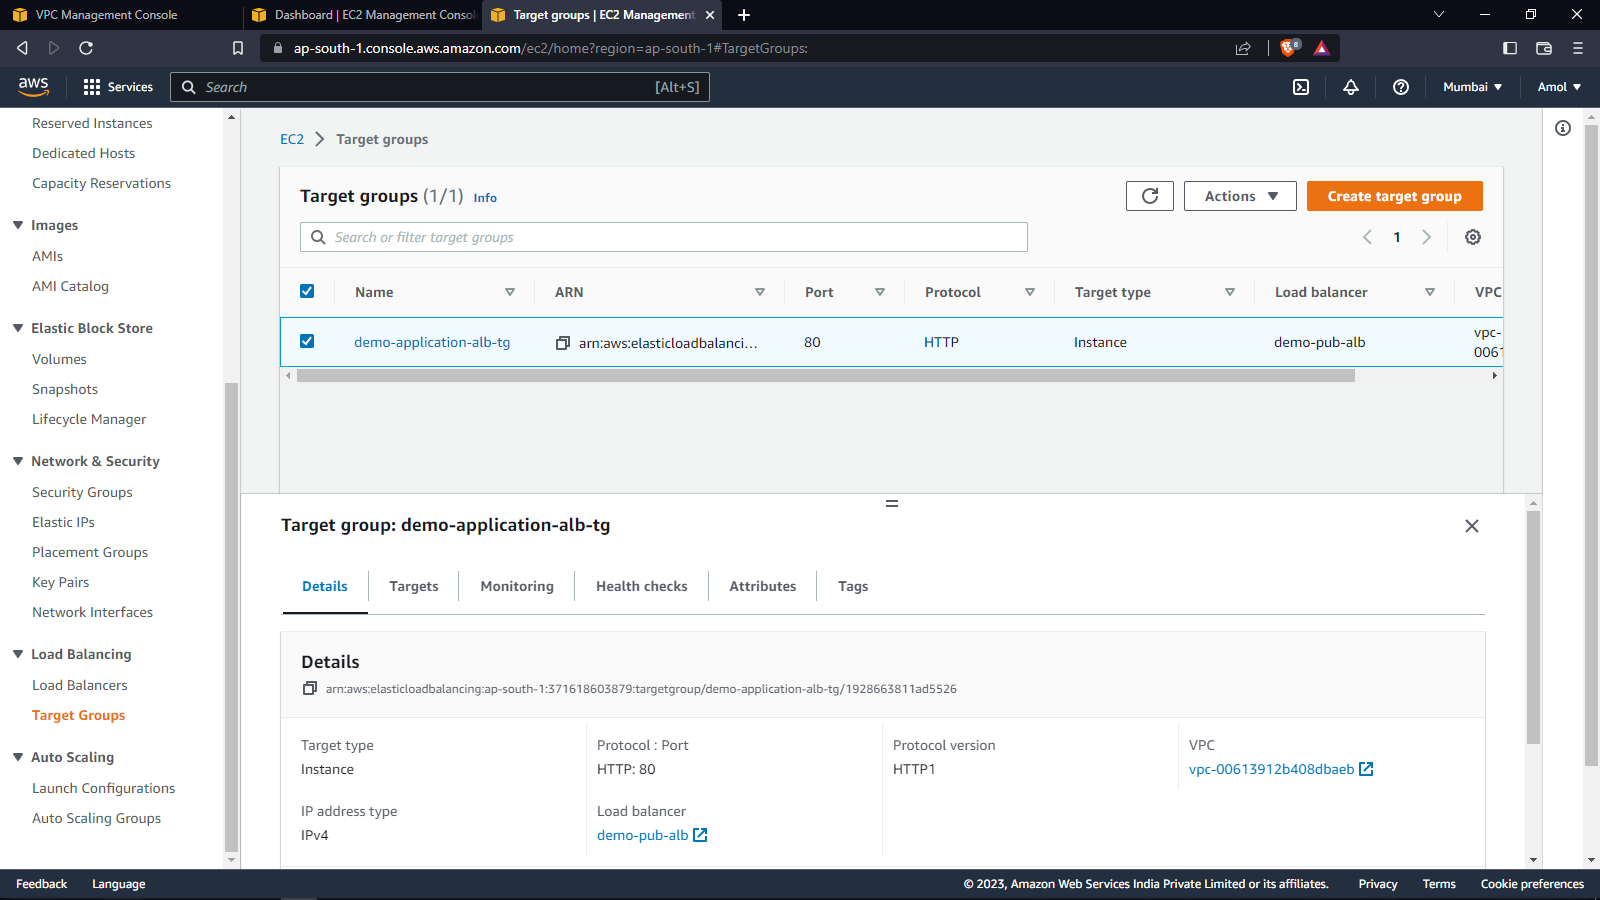 VPC Management Console
Dashboard | EC2 Management Consol
Target groups | EC2 Management
ap-south-1.console.aws.amazon.com/ec2/home?region=ap-south-1#TargetGroups:
8
aws
Services
Search
[Alt+S]
Mumbai
Amol
Reserved Instances
Dedicated Hosts
Capacity Reservations
Images
AMIs
AMI Catalog
Elastic Block Store
Volumes
Snapshots
Lifecycle Manager
Network & Security
Security Groups
Elastic IPs
Placement Groups
Key Pairs
Network Interfaces
Load Balancing
Load Balancers
Target Groups
Auto Scaling
Launch Configurations
Auto Scaling Groups
EC2 > Target groups
Target groups (1/1) Info
Actions
Create target group
Search or filter target groups
1
Name ARN Port Protocol Target type Load balancer VPC
demo-application-alb-tg arn:aws:elasticloadbalanci... 80 HTTP Instance demo-pub-alb vpc-
0061
Target group: demo-application-alb-tg
Details Targets Monitoring Health checks Attributes Tags
Details
arn:aws:elasticloadbalancing:ap-south-1:371618603879:targetgroup/demo-application-alb-tg/1928663811ad5526
Target type
Instance
Protocol : Port
HTTP: 80
Protocol version
HTTP1
VPC
vpc-00613912b408dbaeb
IP address type
IPv4
Load balancer
demo-pub-alb
Feedback
Language
© 2023, Amazon Web Services India Private Limited or its affiliates.
Privacy
Terms
Cookie preferences